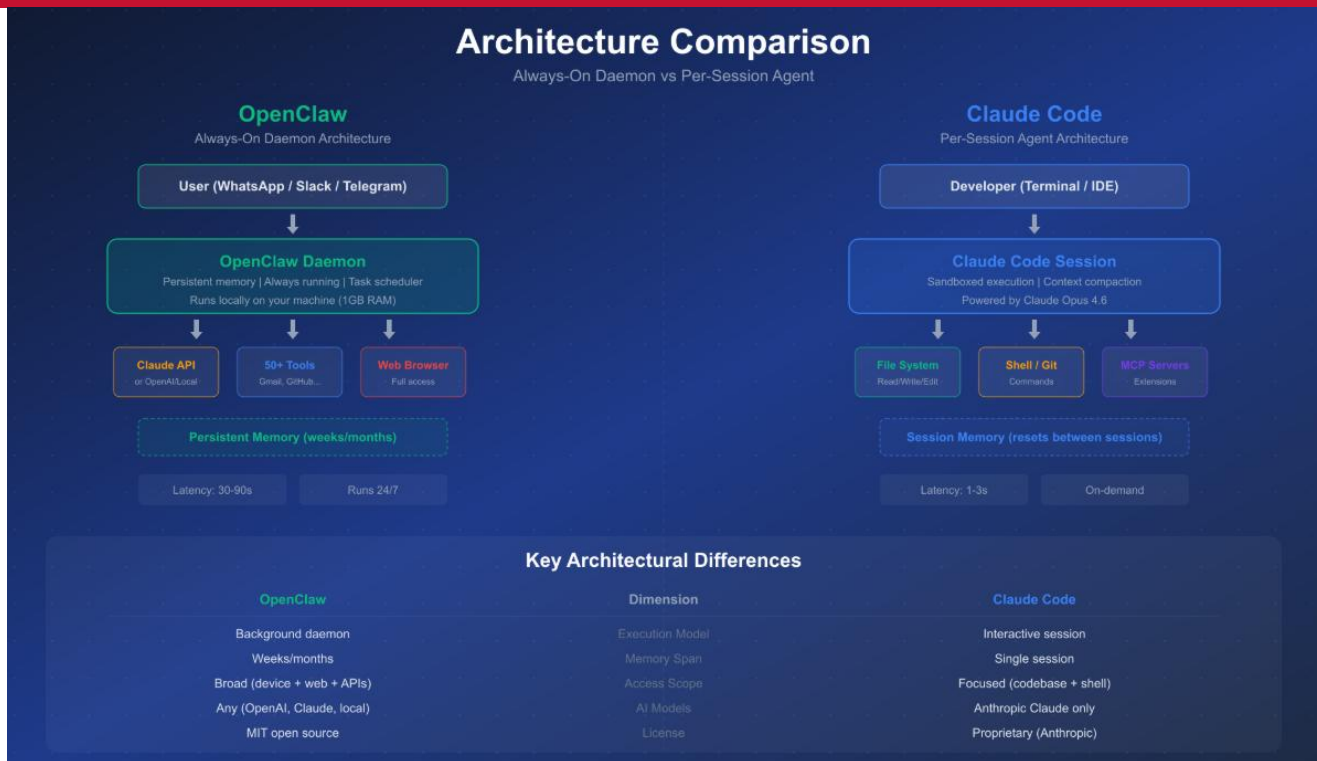 Architecture Comparison
Always-On Daemon vs Per-Session Agent
OpenClaw
Always-On Daemon Architecture
User (WhatsApp / Slack / Telegram)
OpenClaw Daemon
Persistent memory | Always running | Task scheduler
Runs locally on your machine (1GB RAM)
Claude API
or OpenAI/Local
50+ Tools
Gmail, GitHub...
Web Browser
Full access
Persistent Memory (weeks/months)
Latency: 30-90s
Runs 24/7
Claude Code
Per-Session Agent Architecture
Developer (Terminal / IDE)
Claude Code Session
Sandboxed execution | Context compaction
Powered by Claude Opus 4.6
File System
Read/Write/Edit
Shell / Git
Commands
MCP Servers
Extensions
Session Memory (resets between sessions)
Latency: 1-3s
On-demand
Key Architectural Differences
OpenClaw Dimension Claude Code
Background daemon Execution Model Interactive session
Weeks/months Memory Span Single session
Broad (device + web + APIs) Access Scope Focused (codebase + shell)
Any (OpenAI, Claude, local) AI Models Anthropic Claude only
MIT open source License Proprietary (Anthropic)